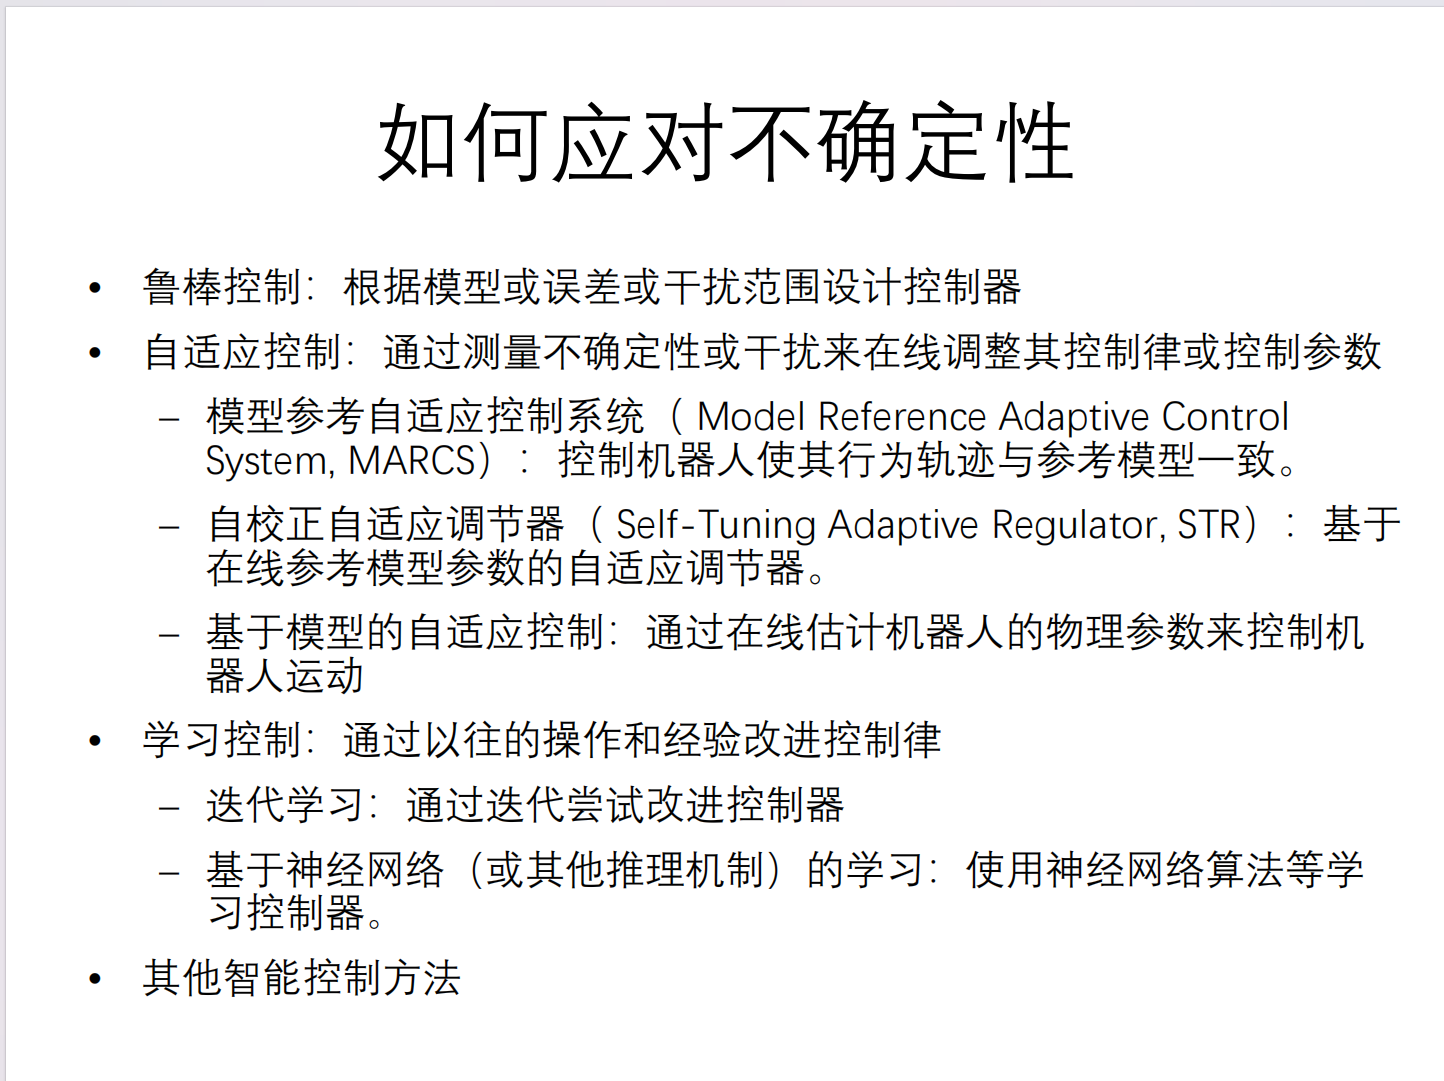 如何应对不确定性
• 鲁棒控制：根据模型或误差或干扰范围设计控制器
• 自适应控制：通过测量不确定性或干扰来在线调整其控制律或控制参数
– 模型参考自适应控制系统（ Model Reference Adaptive Control
System, MARCS）：控制机器人使其行为轨迹与参考模型一致。
– 自校正自适应调节器（ Self-Tuning Adaptive Regulator, STR）：基于
在线参考模型参数的自适应调节器。
– 基于模型的自适应控制：通过在线估计机器人的物理参数来控制机
器人运动
• 学习控制：通过以往的操作和经验改进控制律
– 迭代学习：通过迭代尝试改进控制器
– 基于神经网络（或其他推理机制）的学习：使用神经网络算法等学
习控制器。
• 其他智能控制方法